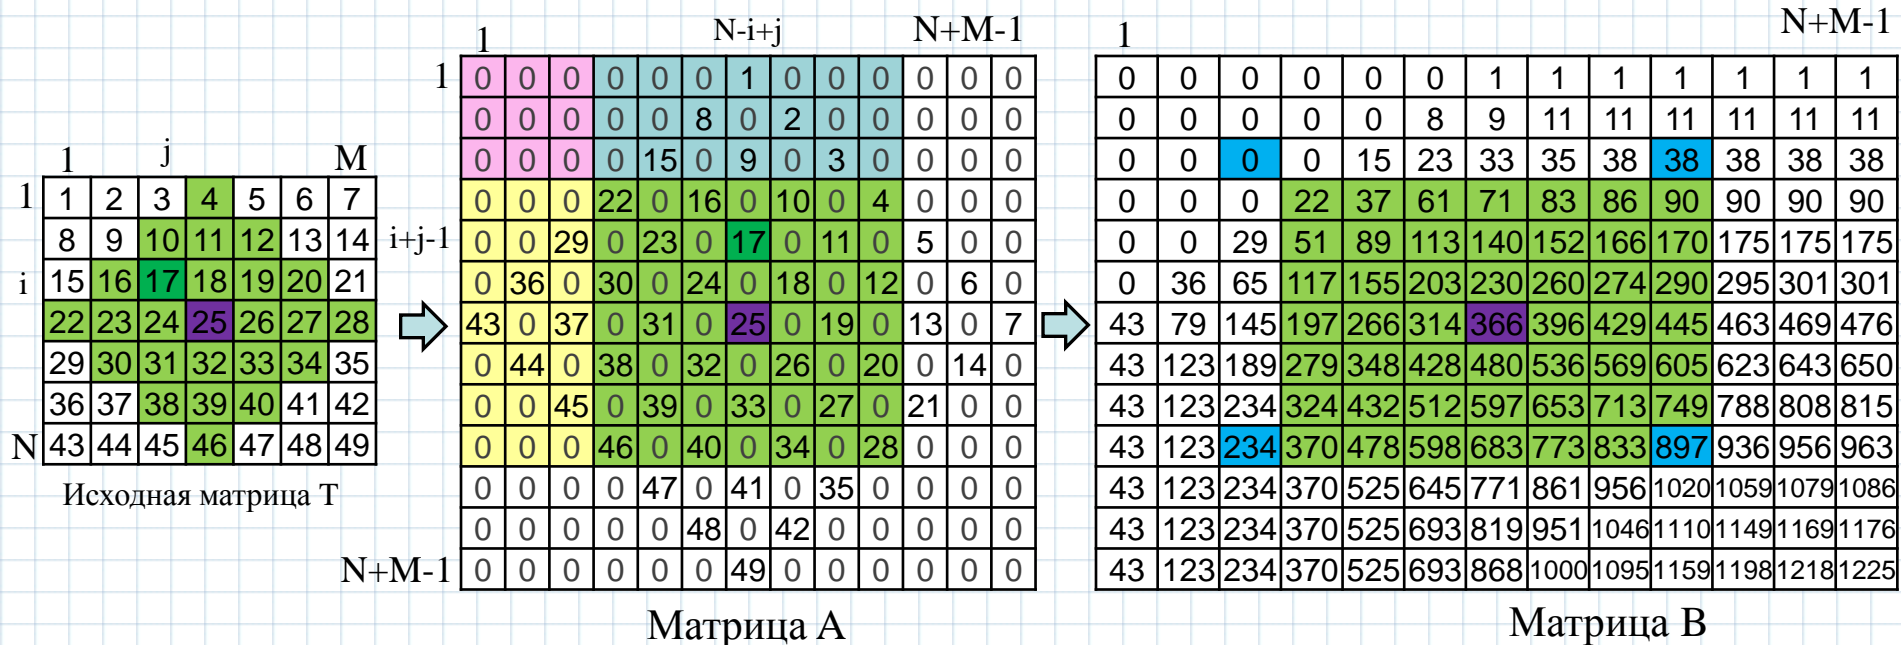 1 N-i+j N+M-1
1 0 0 0 0 0 0 1 0 0 0 0 0 0
0 0 0 0 0 8 0 2 0 0 0 0 0
0 0 0 0 15 0 9 0 3 0 0 0 0
0 0 0 22 0 16 0 10 0 4 0 0 0
i+j-1 0 0 29 0 23 0 17 0 11 0 5 0 0
0 36 0 30 0 24 0 18 0 12 0 6 0
43 0 37 0 31 0 25 0 19 0 13 0 7
0 44 0 38 0 32 0 26 0 20 0 14 0
0 0 45 0 39 0 33 0 27 0 21 0 0
0 0 0 46 0 40 0 34 0 28 0 0 0
0 0 0 0 47 0 41 0 35 0 0 0 0
0 0 0 0 0 48 0 42 0 0 0 0 0
N+M-1 0 0 0 0 0 0 49 0 0 0 0 0 0
Матрица А
1 j M
1 1 2 3 4 5 6 7
8 9 10 11 12 13 14
i 15 16 17 18 19 20 21
22 23 24 25 26 27 28
29 30 31 32 33 34 35
36 37 38 39 40 41 42
N 43 44 45 46 47 48 49
Исходная матрица Т
1 N+M-1
0 0 0 0 0 0 1 1 1 1 1 1 1
0 0 0 0 0 8 9 11 11 11 11 11 11
0 0 0 0 15 23 33 35 38 38 38 38 38
0 0 0 22 37 61 71 83 86 90 90 90 90
0 0 29 51 89 113 140 152 166 170 175 175 175
0 36 65 117 155 203 230 260 274 290 295 301 301
43 79 145 197 266 314 366 396 429 445 463 469 476
43 123 189 279 348 428 480 536 569 605 623 643 650
43 123 234 324 432 512 597 653 713 749 788 808 815
43 123 234 370 478 598 683 773 833 897 936 956 963
43 123 234 370 525 645 771 861 956 1020 1059 1079 1086
43 123 234 370 525 693 819 951 1046 1110 1149 1169 1176
43 123 234 370 525 693 868 1000 1095 1159 1198 1218 1225
Матрица В